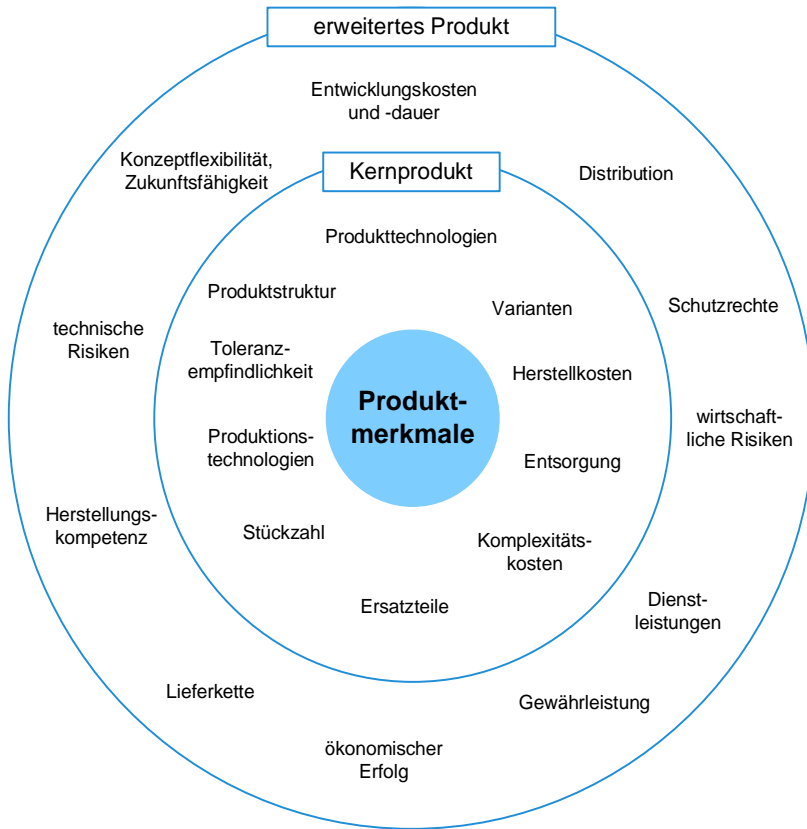 erweitertes Produkt
Entwicklungskosten
und -dauer
Konzeptflexibilität,
Zukunftsfähigkeit
Kernprodukt
Distribution
Produkttechnologien
Produktstruktur
Varianten
Schutzrechte
technische
Risiken
Toleranz-
empfindlichkeit
Herstellkosten
Produkt-
merkmale
wirtschaft-
liche Risiken
Produktions-
technologien
Entsorgung
Herstellungs-
kompetenz
Stückzahl
Komplexitäts-
kosten
Ersatzteile
Dienst-
leistungen
Lieferkette
Gewährleistung
ökonomischer
Erfolg